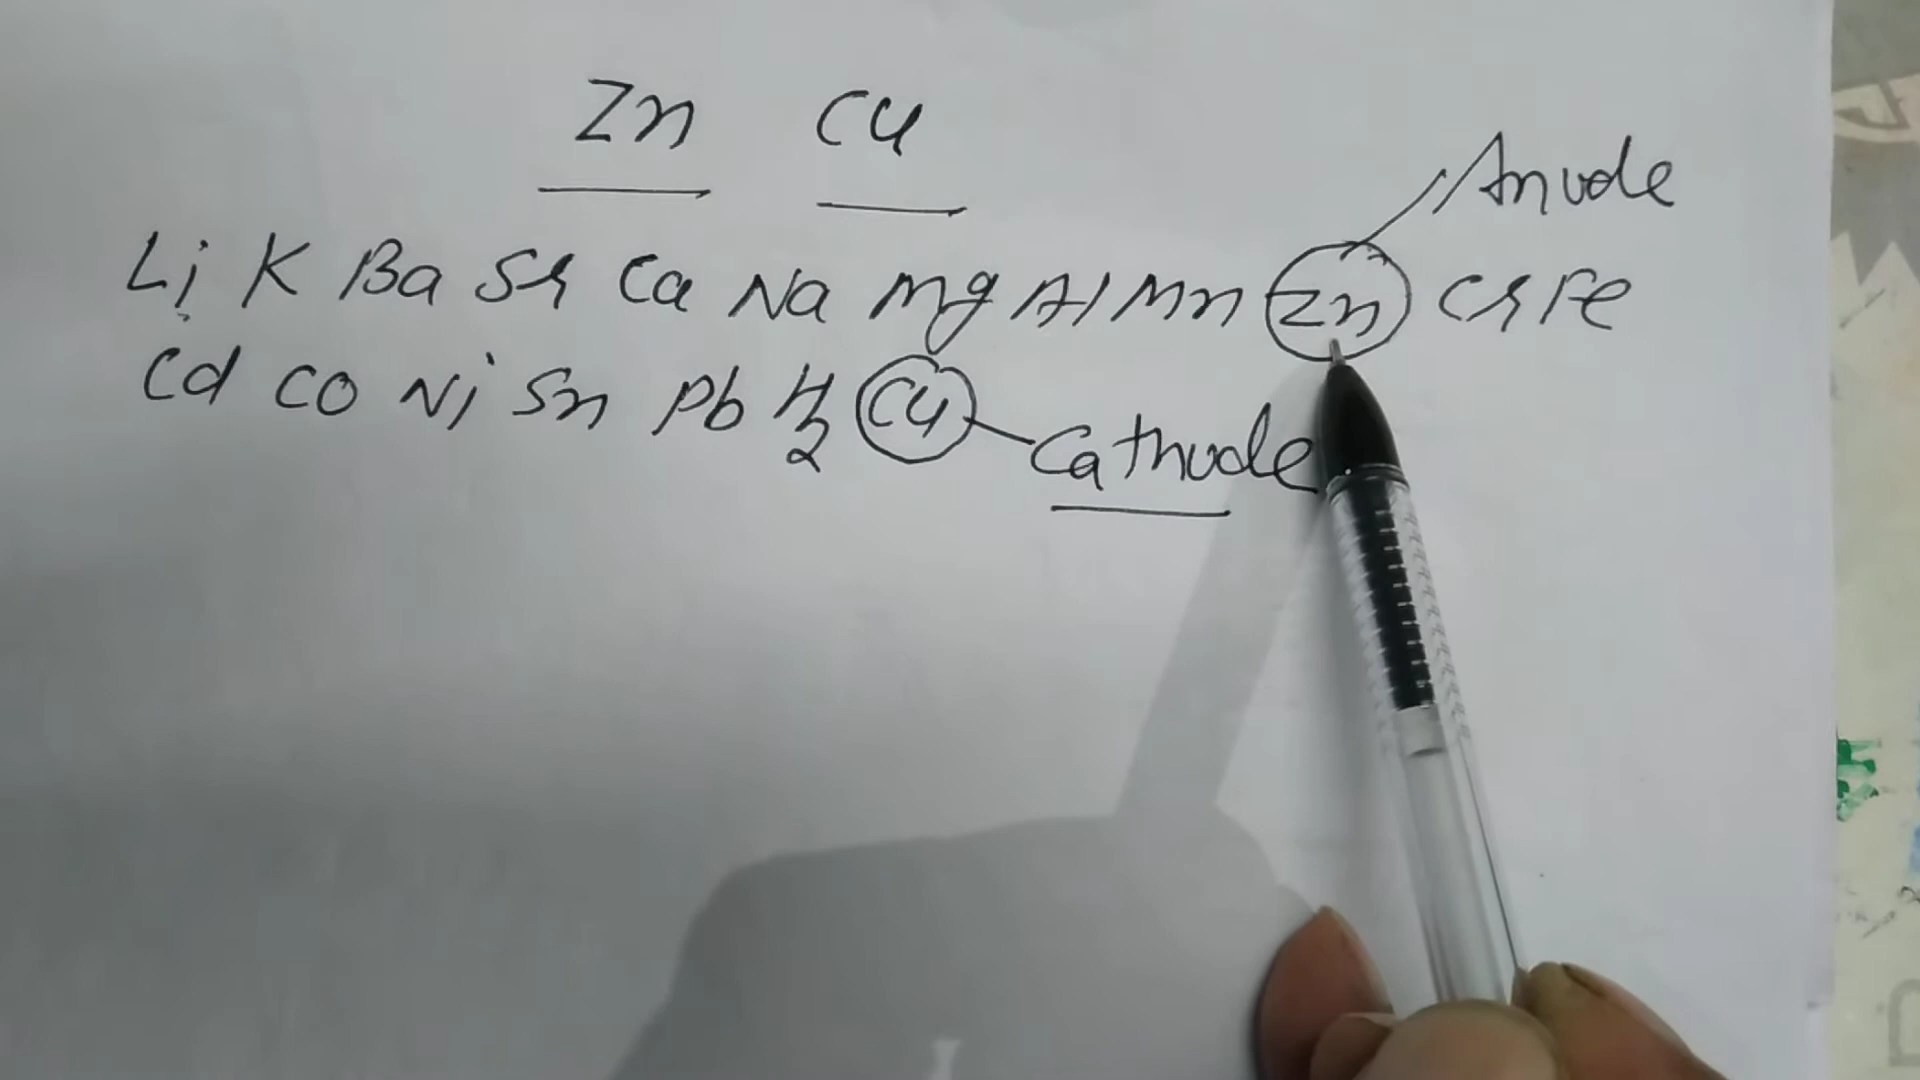 Zn Cu
Anode
Li K Ba Sr Ca Na Mg Al Mn Zn Cr Fe
Cd Co Ni Sn Pb H2 Cu
Cathode